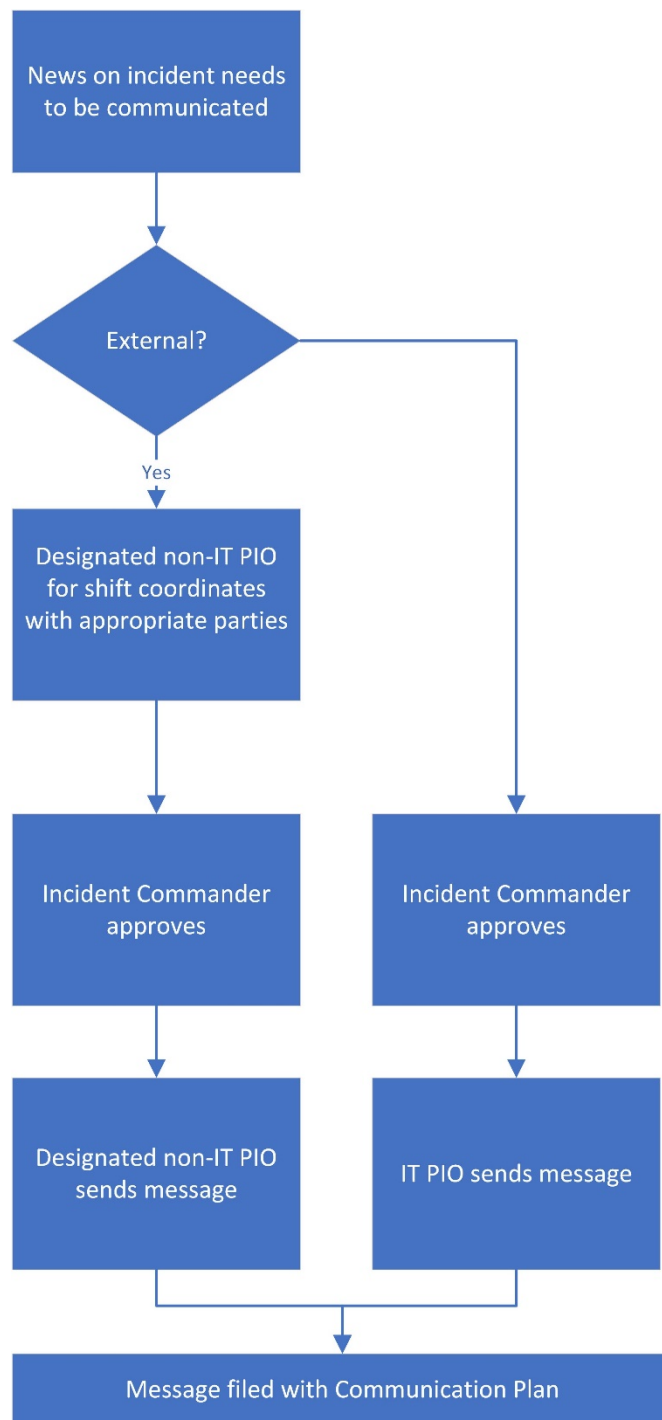 News on incident needs
to be communicated
External?
Yes
Designated non-IT PIO
for shift coordinates
with appropriate parties
Incident Commander
approves
Incident Commander
approves
Designated non-IT PIO
sends message
IT PIO sends message
Message filed with Communication Plan